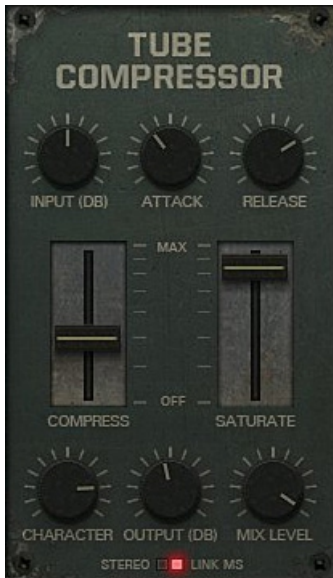 TUBE
COMPRESSOR
INPUT (DB) ATTACK RELEASE
MAX
OFF
COMPRESS SATURATE
CHARACTER OUTPUT (DB) MIX LEVEL
STEREO LINK MS